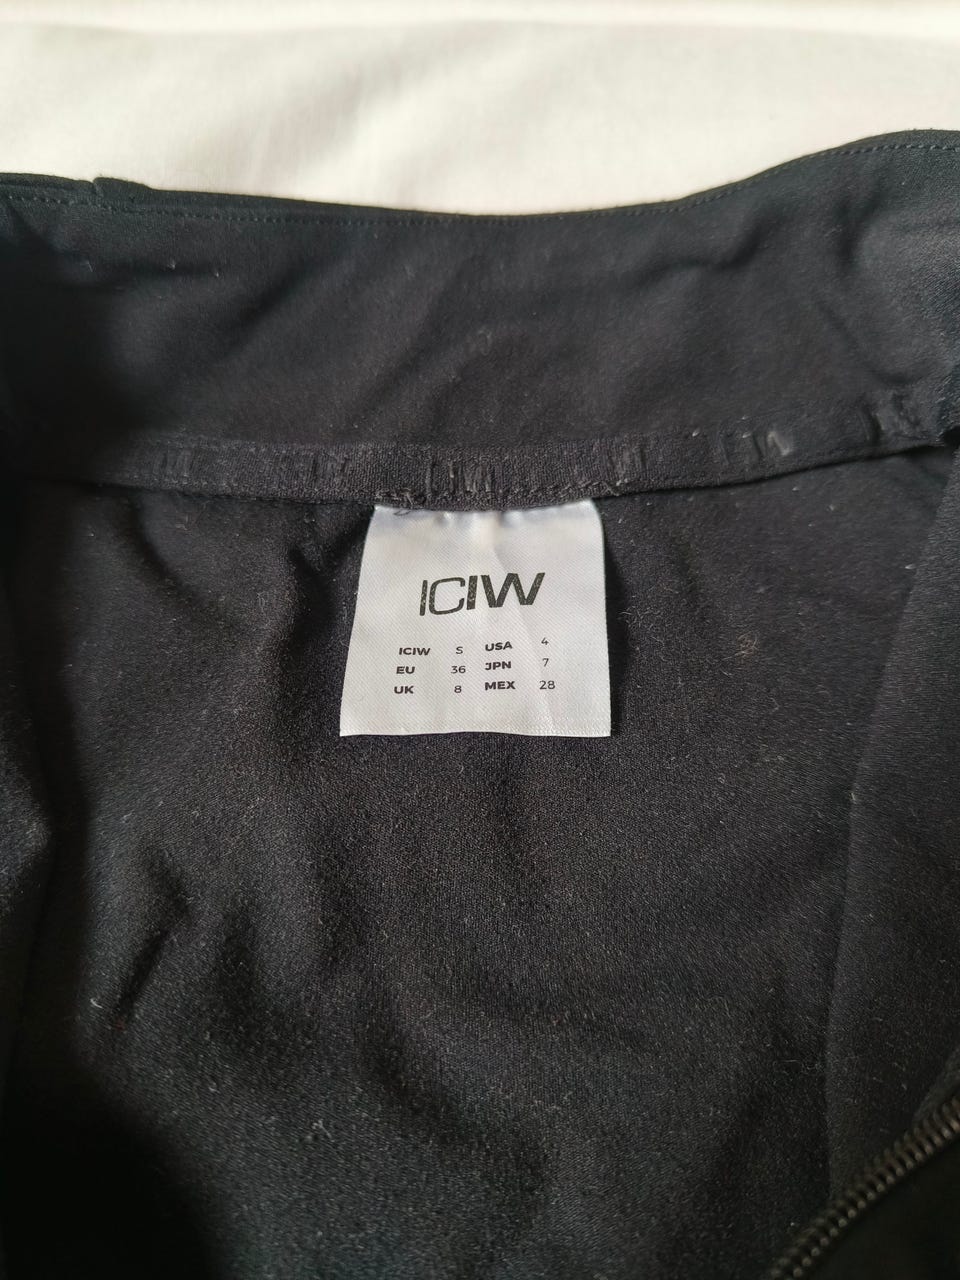 ICIW
ICIW S USA 4
EU 36 JPN 7
UK 8 MEX 28